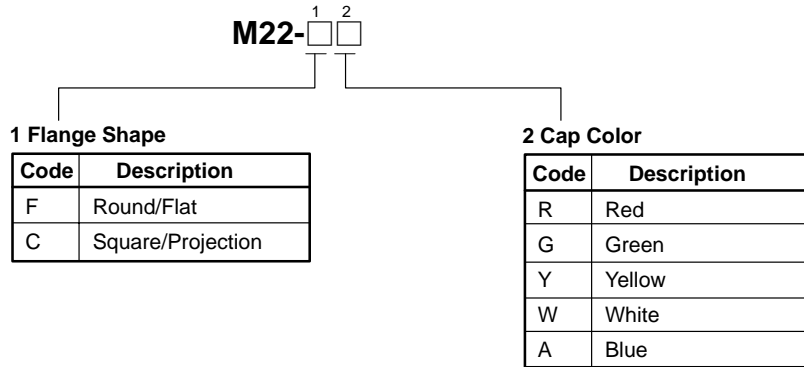 1 2
M22-
1 Flange Shape
Code Description
F Round/Flat
C Square/Projection
2 Cap Color
Code Description
R Red
G Green
Y Yellow
W White
A Blue